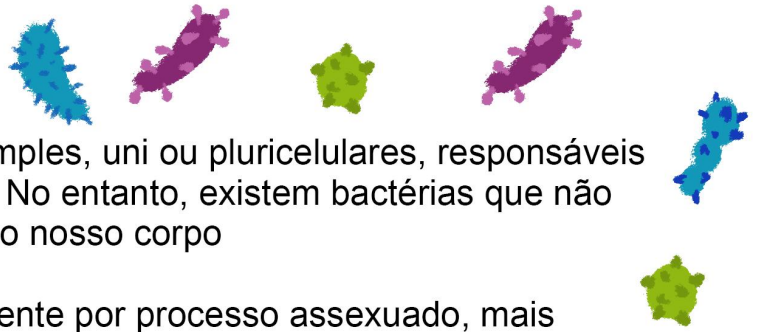 mples, uni ou pluricelulares, responsáveis
No entanto, existem bactérias que não
o nosso corpo
ente por processo assexuado, mais